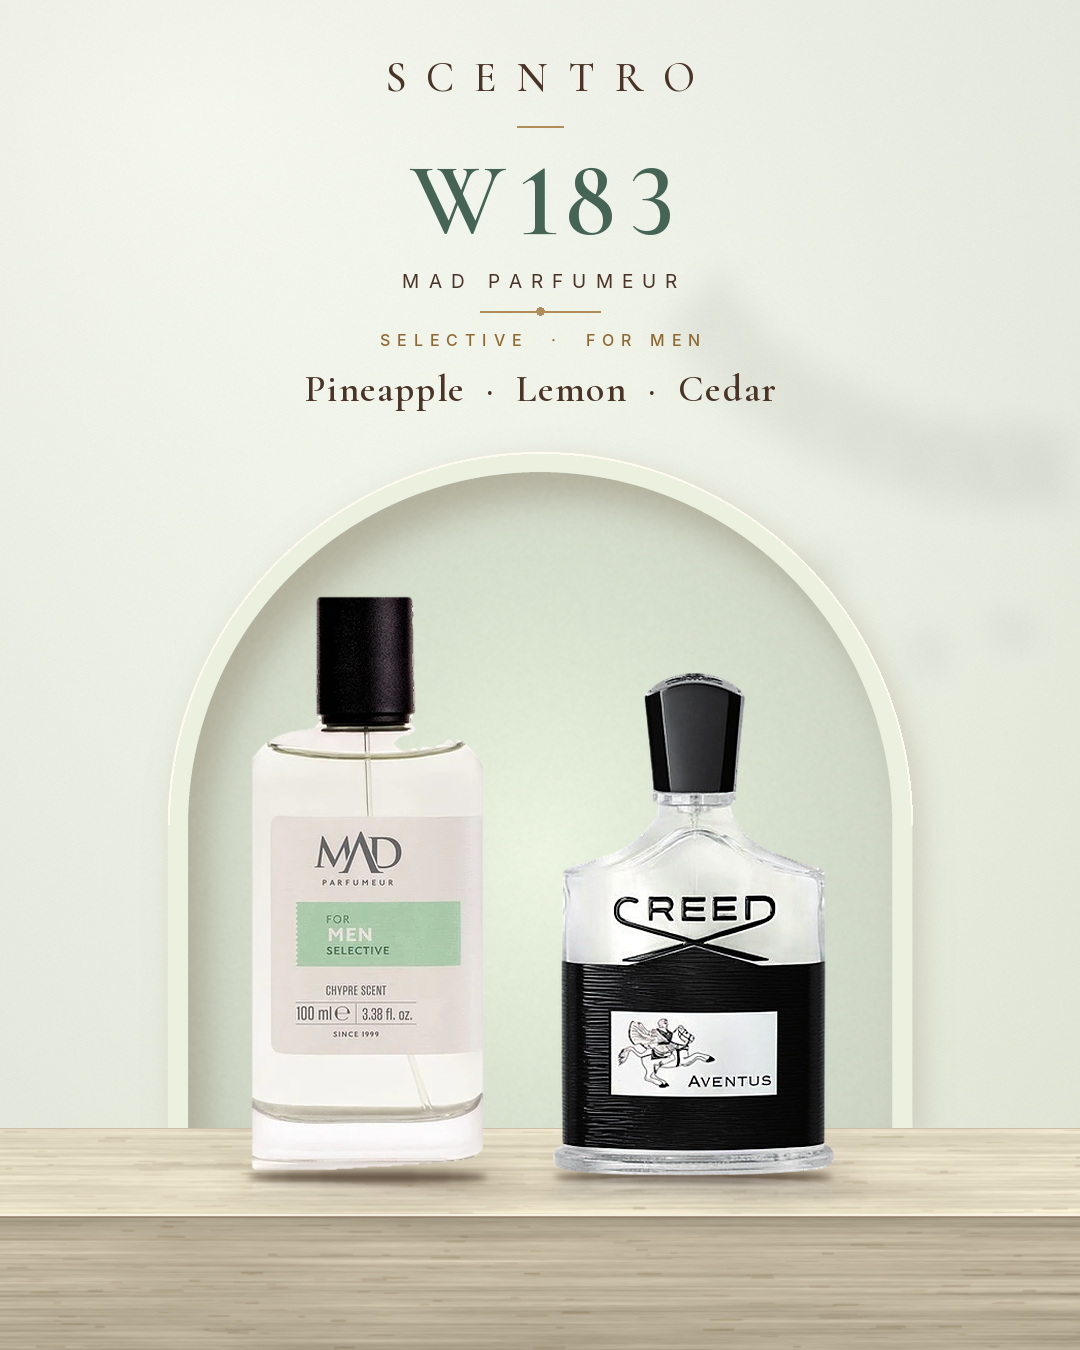 SCENTRO
W183
MAD PARFUMEUR
SELECTIVE · FOR MEN
Pineapple · Lemon · Cedar
MAD
PARFUMEUR
FOR
MEN
SELECTIVE
CHYPRE SCENT
100 ml ℮ 3.38 fl. oz.
SINCE 1999
CREED
AVENTUS